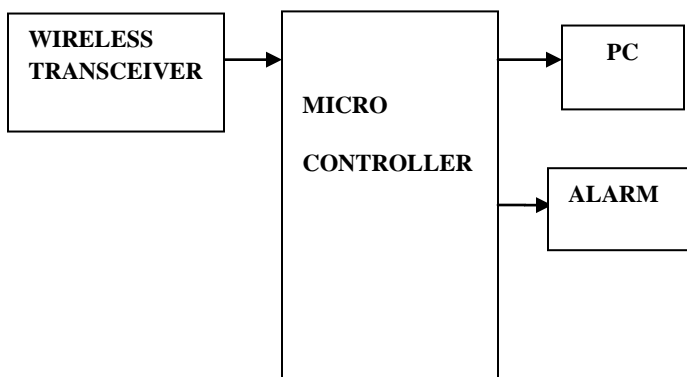 WIRELESS
TRANSCEIVER
MICRO
CONTROLLER
PC
ALARM